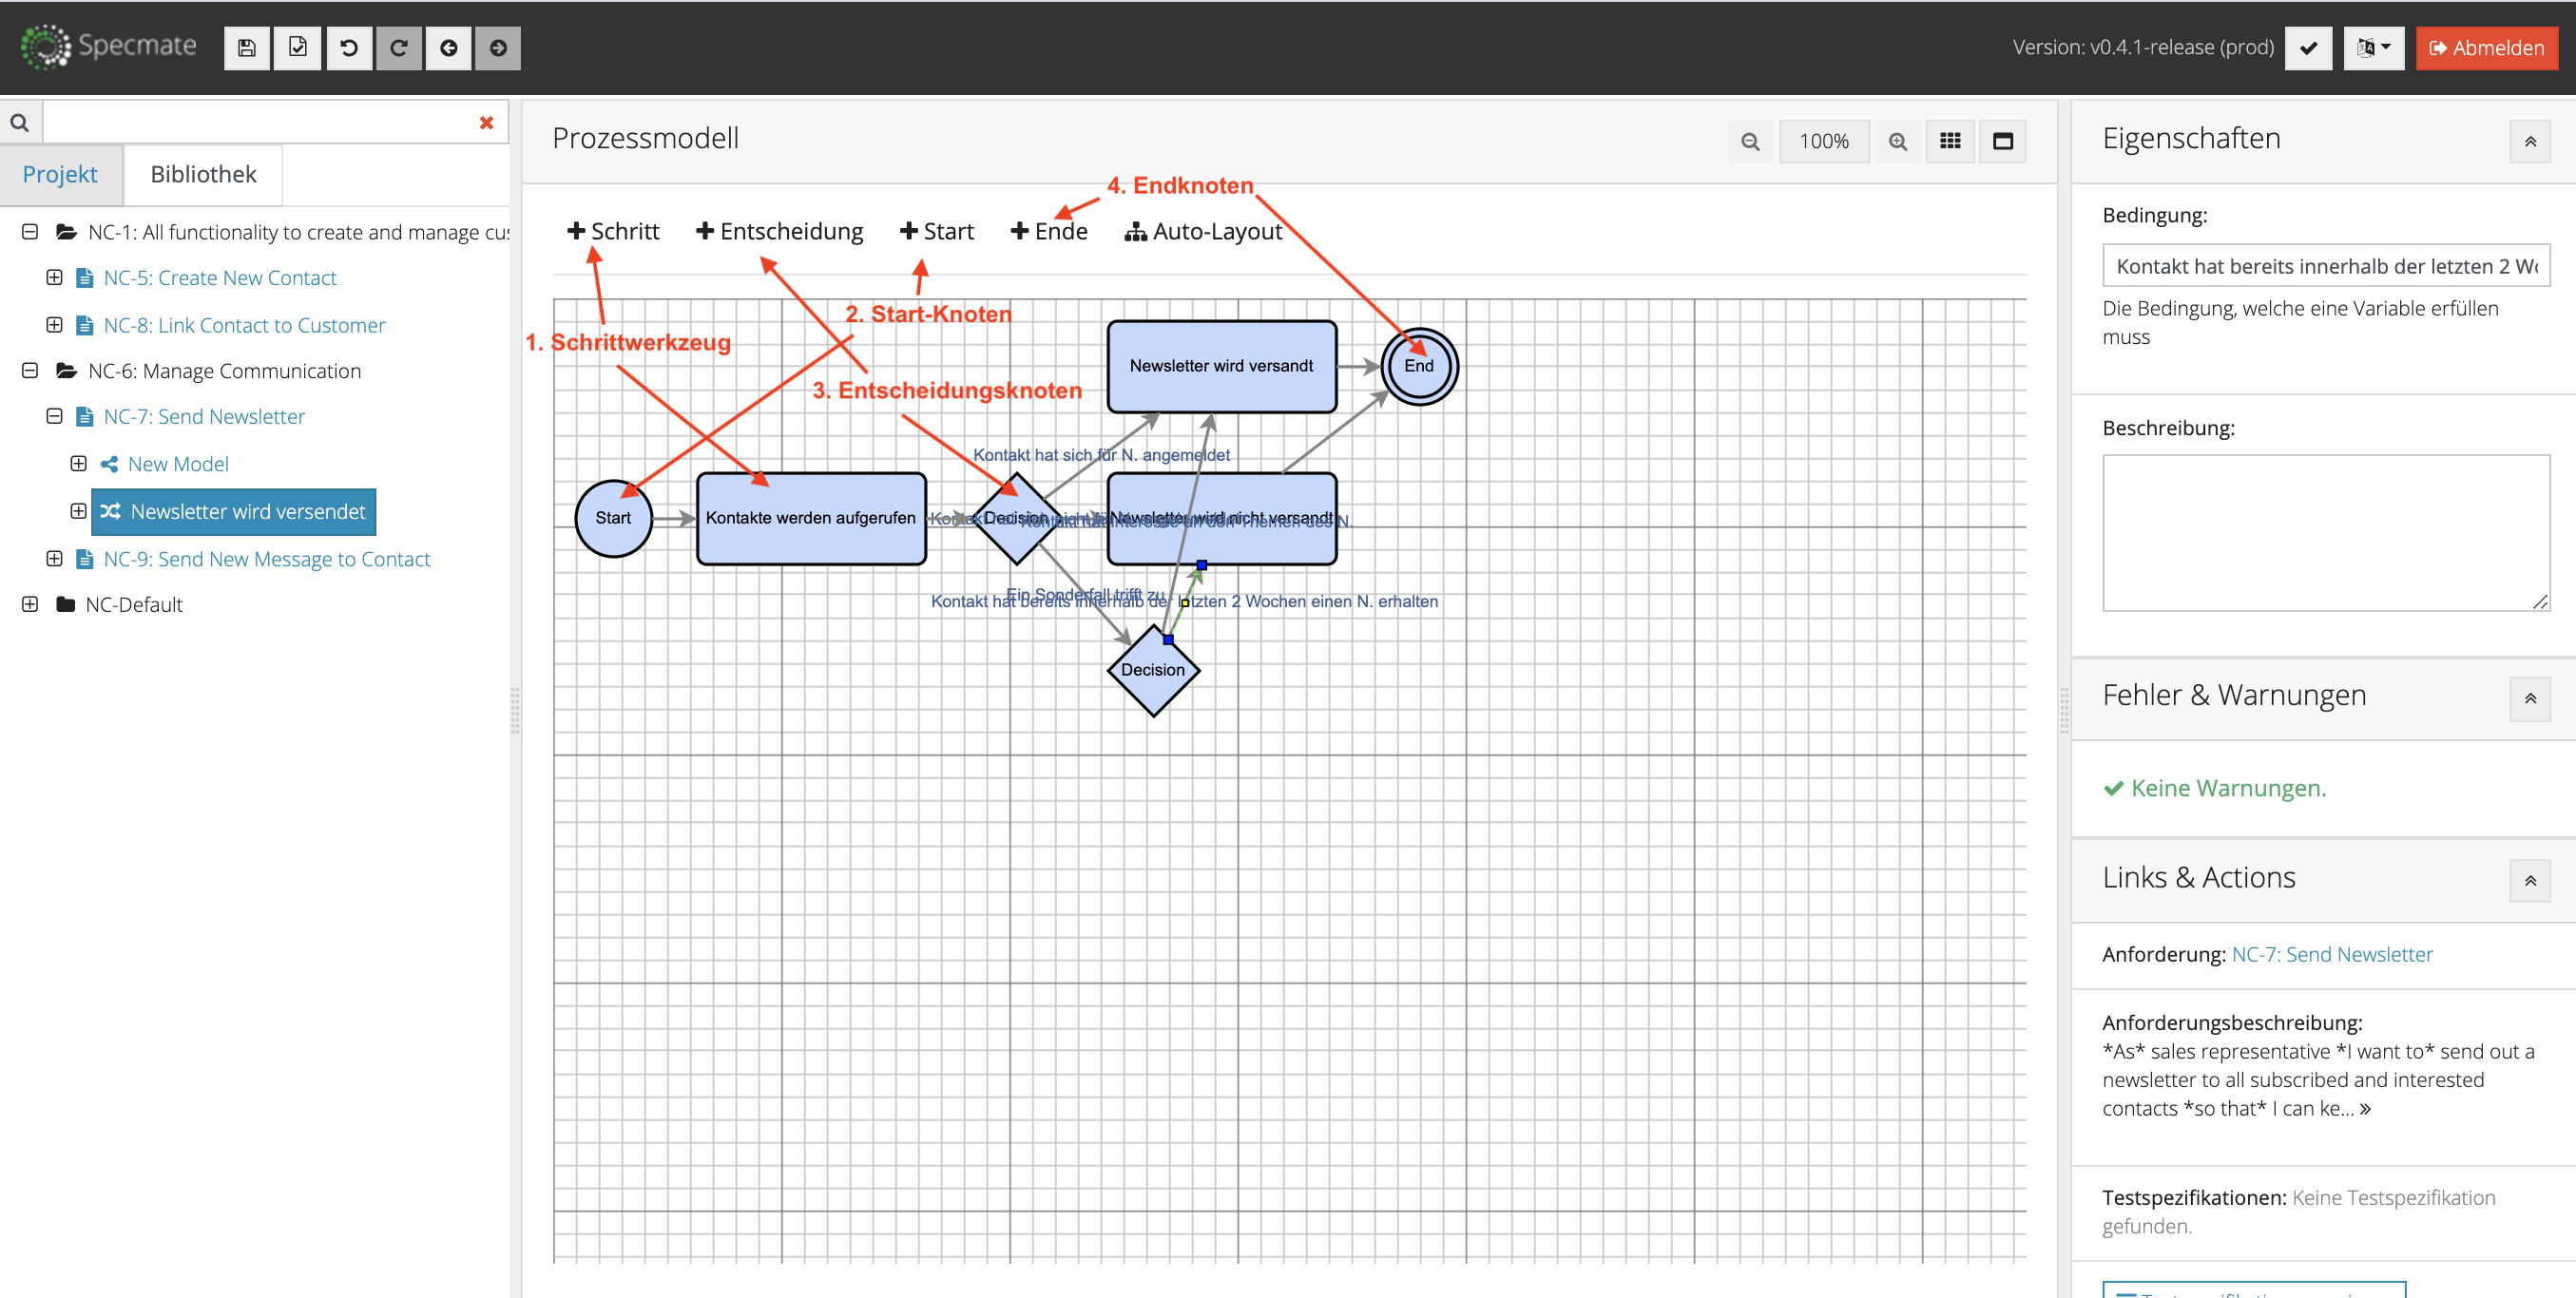 Specmate
Version: v0.4.1-release (prod)
Abmelden
Projekt
Bibliothek
NC-1: All functionality to create and manage cus
NC-5: Create New Contact
NC-8: Link Contact to Customer
NC-6: Manage Communication
NC-7: Send Newsletter
New Model
Newsletter wird versendet
NC-9: Send New Message to Contact
NC-Default
Prozessmodell
100%
4. Endknoten
Schritt
Entscheidung
Start
Ende
Auto-Layout
2. Start-Knoten
1. Schrittwerkzeug
3. Entscheidungsknoten
Newsletter wird versandt
End
Kontakt hat sich für N. angemeldet
Start
Kontakte werden aufgerufen
Decision
Newsletter wird nicht versandt
Kontakt hat Interesse an den Themen des N.
Ein Sonderfall trifft zu
Kontakt hat bereits innerhalb der letzten 2 Wochen einen N. erhalten
Decision
Eigenschaften
Bedingung:
Kontakt hat bereits innerhalb der letzten 2 Wo
Die Bedingung, welche eine Variable erfüllen
muss
Beschreibung:
Fehler & Warnungen
Keine Warnungen.
Links & Actions
Anforderung: NC-7: Send Newsletter
Anforderungsbeschreibung:
*As* sales representative *I want to* send out a
newsletter to all subscribed and interested
contacts *so that* I can ke... »
Testspezifikationen: Keine Testspezifikation
gefunden.